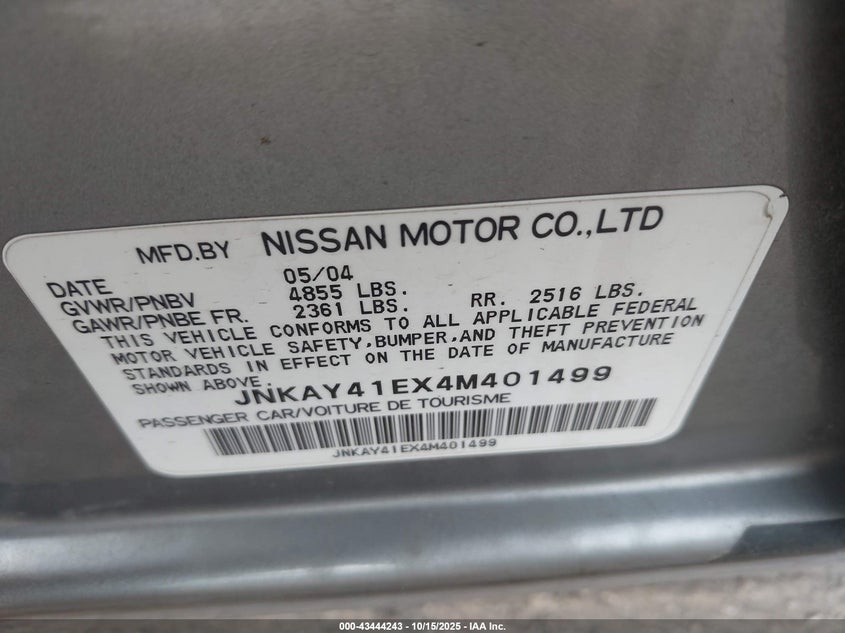 MFD.BY NISSAN MOTOR CO.,LTD
DATE 05/04
GVWR/PNBV 4855 LBS.
GAWR/PNBE FR. 2361 LBS. RR. 2516 LBS.
THIS VEHICLE CONFORMS TO ALL APPLICABLE FEDERAL
MOTOR VEHICLE SAFETY,BUMPER,AND THEFT PREVENTION
STANDARDS IN EFFECT ON THE DATE OF MANUFACTURE
SHOWN ABOVE.
JNKAY41EX4M401499
PASSENGER CAR/VOITURE DE TOURISME
JNKAY41EX4M401499
000-43444243 | 10/15/2025 - IAA Inc.